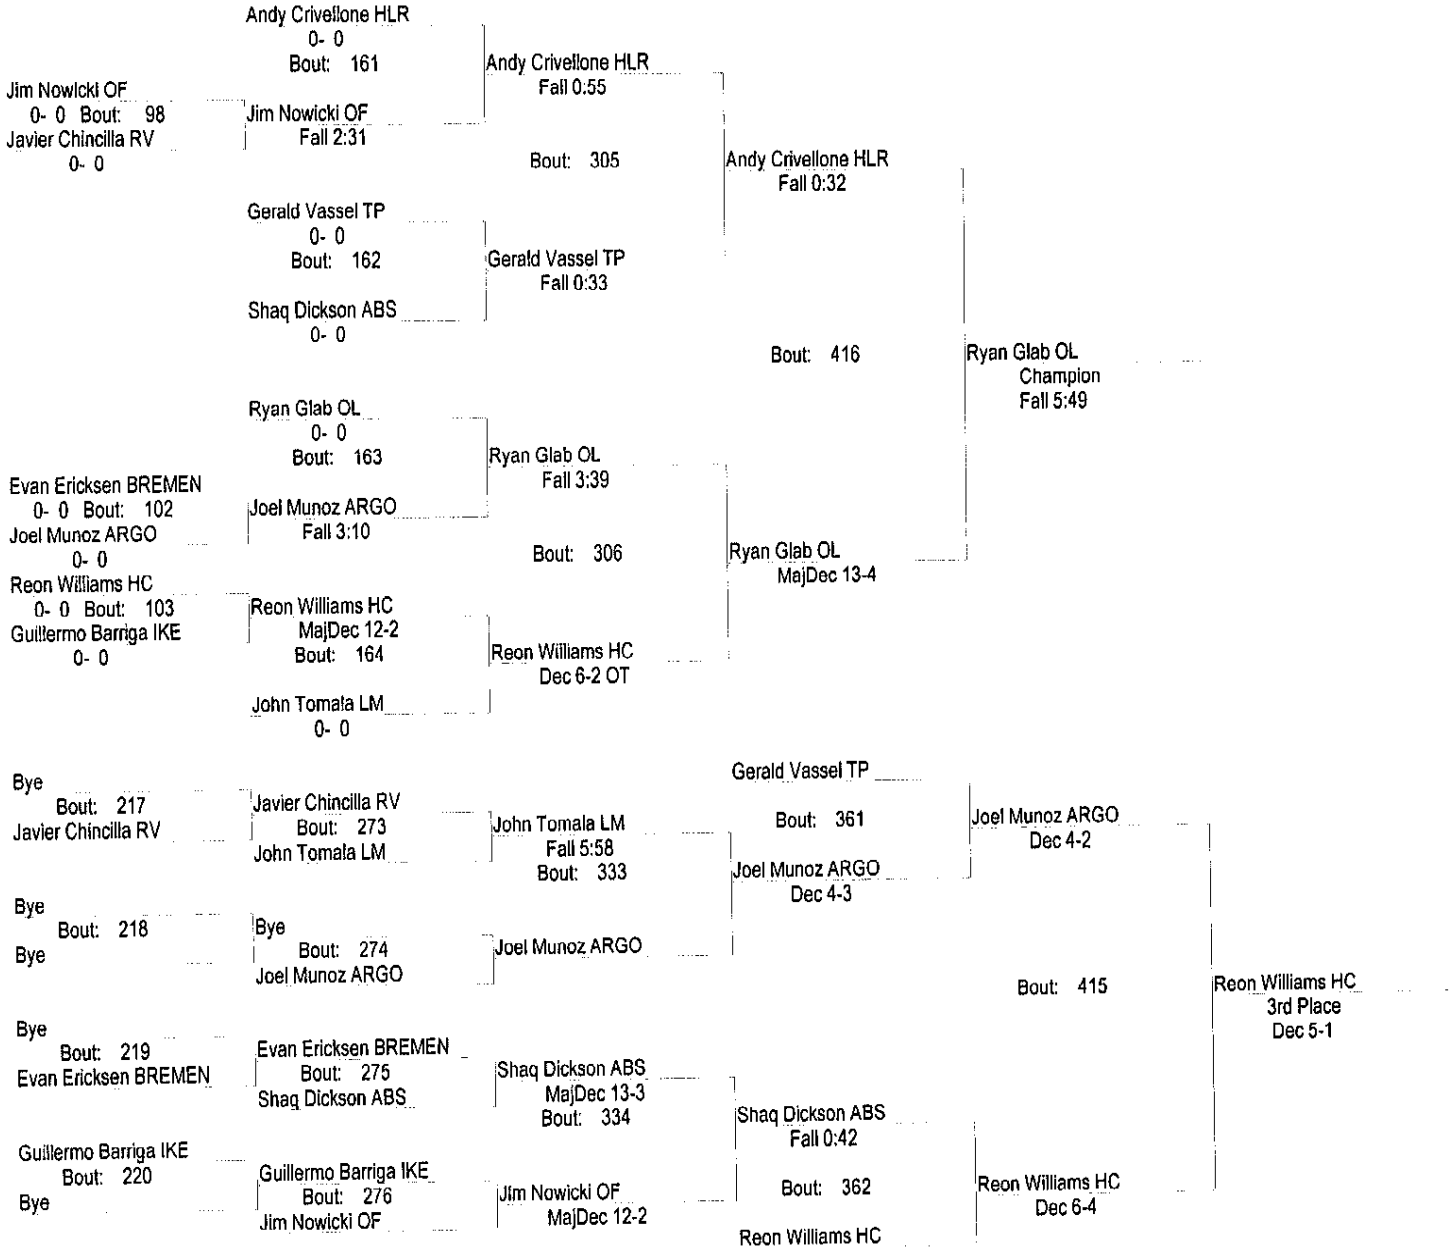 Andy Crivellone HLR
0- 0
Bout: 161
Andy Crivellone HLR
Fall 0:55
Jim Nowicki OF
0- 0 Bout: 98
Javier Chincilla RV
0- 0
Jim Nowicki OF
Fall 2:31
Bout: 305
Andy Crivellone HLR
Fall 0:32
Gerald Vassel TP
0- 0
Bout: 162
Gerald Vassel TP
Fall 0:33
Shaq Dickson ABS
0- 0
Bout: 416
Ryan Glab OL
Champion
Fall 5:49
Ryan Glab OL
0- 0
Bout: 163
Ryan Glab OL
Fall 3:39
Evan Ericksen BREMEN
0- 0 Bout: 102
Joel Munoz ARGO
0- 0
Joel Munoz ARGO
Fall 3:10
Bout: 306
Ryan Glab OL
MajDec 13-4
Reon Williams HC
0- 0 Bout: 103
Guillermo Barriga IKE
0- 0
Reon Williams HC
MajDec 12-2
Bout: 164
Reon Williams HC
Dec 6-2 OT
John Tomala LM
0- 0
Bye
Bout: 217
Javier Chincilla RV
Javier Chincilla RV
Bout: 273
John Tomala LM
John Tomala LM
Fall 5:58
Bout: 333
Gerald Vassel TP
Bout: 361
Joel Munoz ARGO
Dec 4-3
Joel Munoz ARGO
Dec 4-2
Bye
Bout: 218
Bye
Bye
Bout: 274
Joel Munoz ARGO
Joel Munoz ARGO
Bout: 415
Reon Williams HC
3rd Place
Dec 5-1
Bye
Bout: 219
Evan Ericksen BREMEN
Evan Ericksen BREMEN
Bout: 275
Shaq Dickson ABS
Shaq Dickson ABS
MajDec 13-3
Bout: 334
Shaq Dickson ABS
Fall 0:42
Guillermo Barriga IKE
Bout: 220
Bye
Guillermo Barriga IKE
Bout: 276
Jim Nowicki OF
Jim Nowicki OF
MajDec 12-2
Bout: 362
Reon Williams HC
Reon Williams HC
Dec 6-4